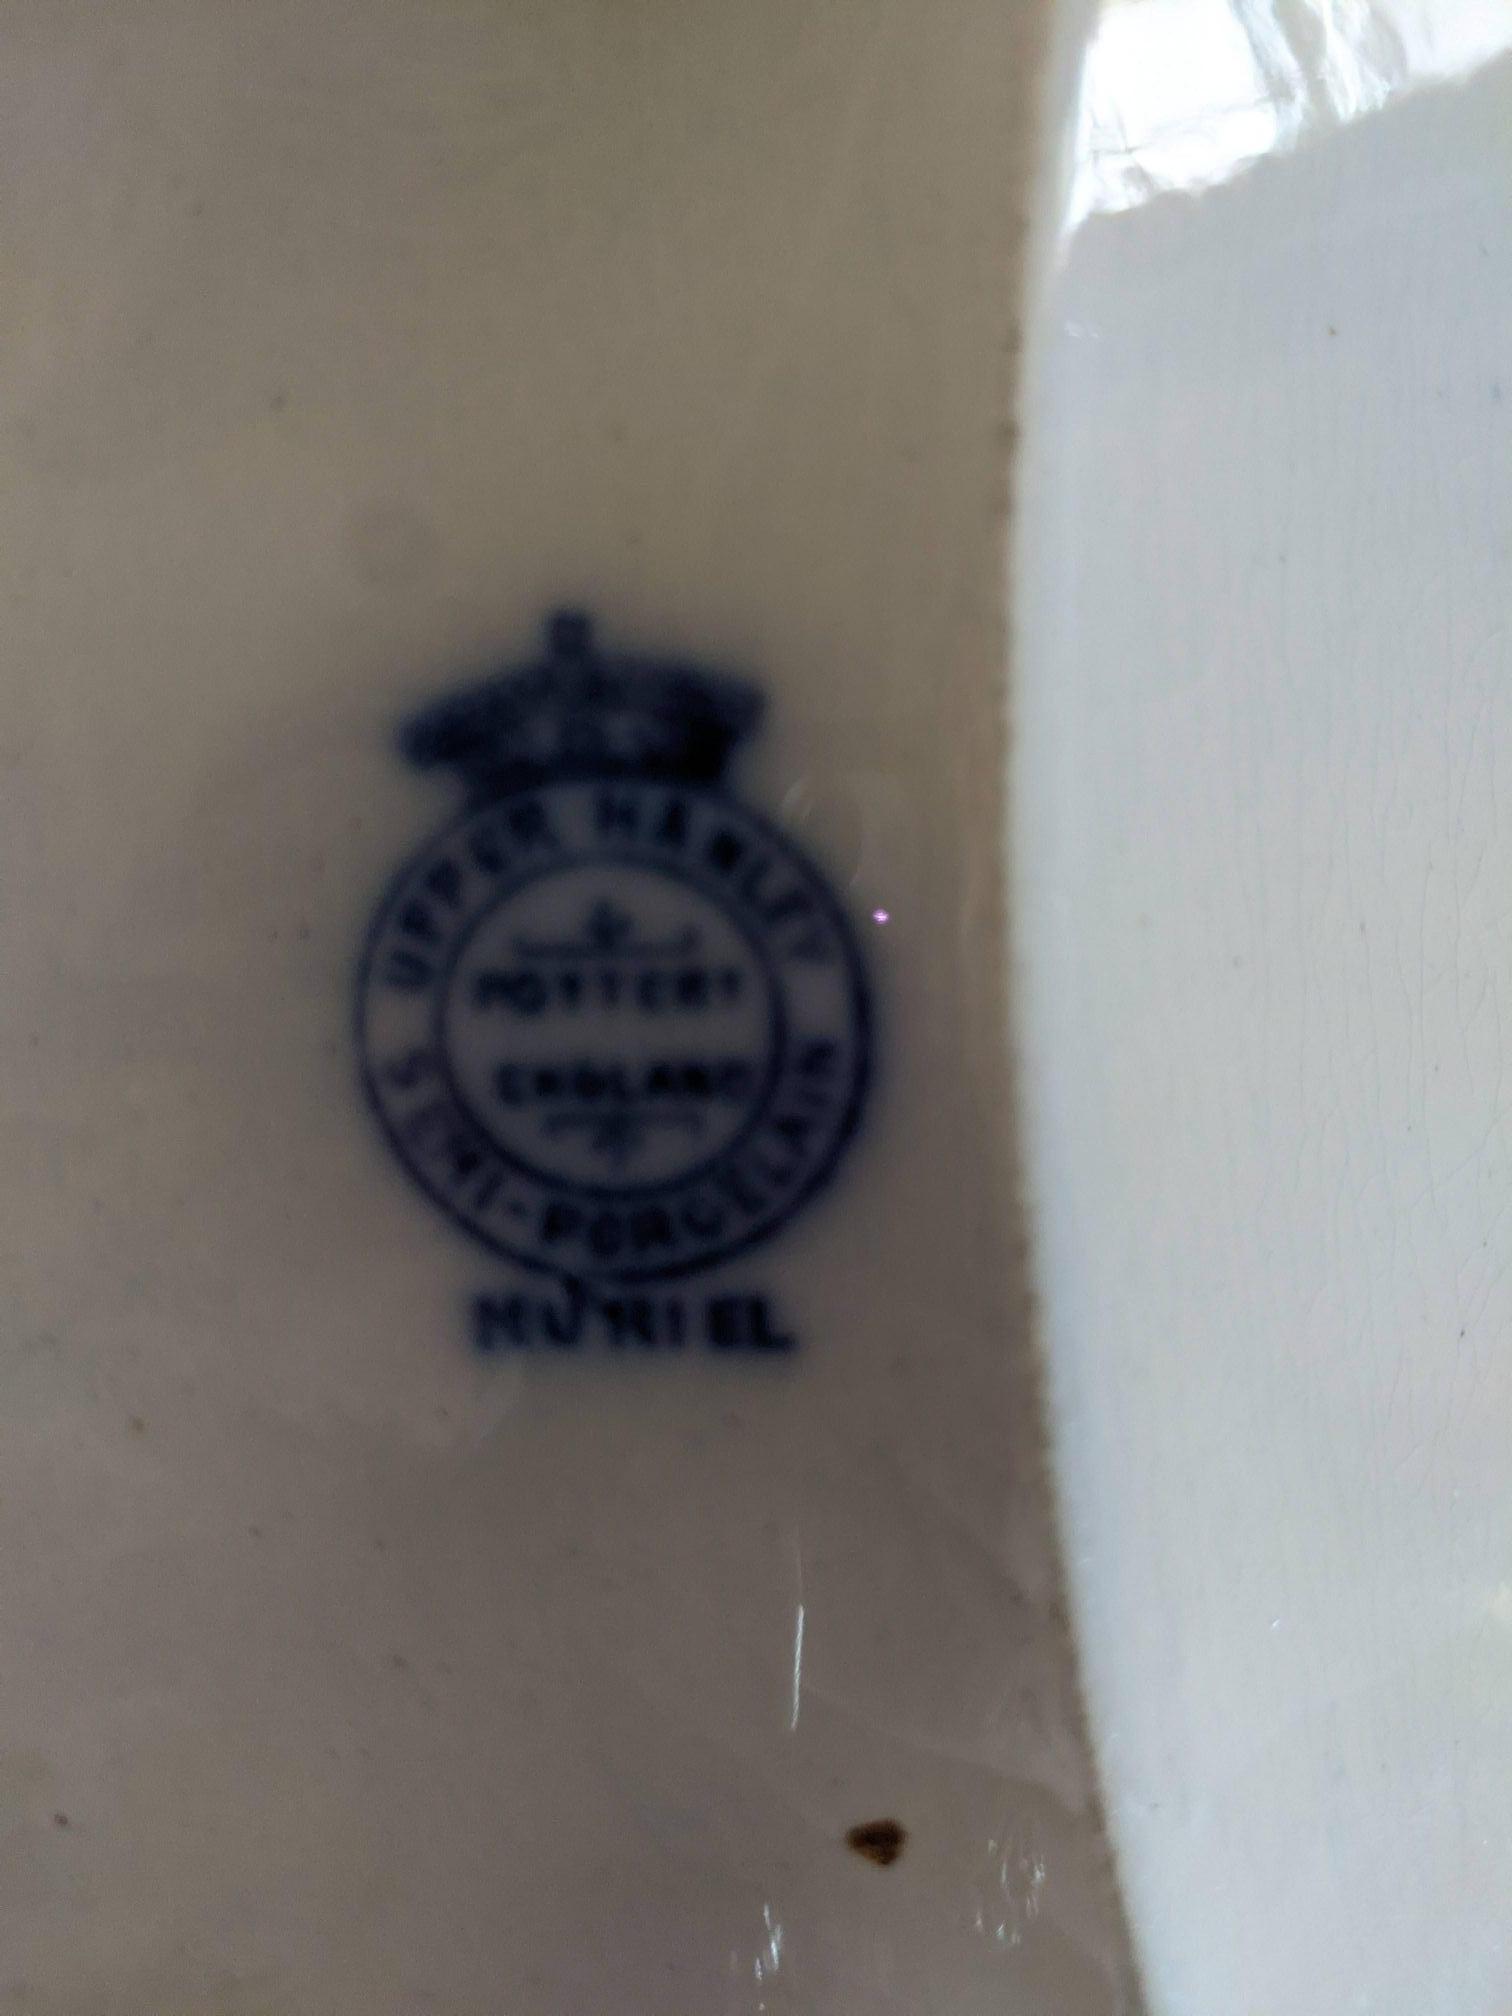 UPPER HANLEY
POTTERY
ENGLAND
SEMI-PORCELAIN
MURIEL